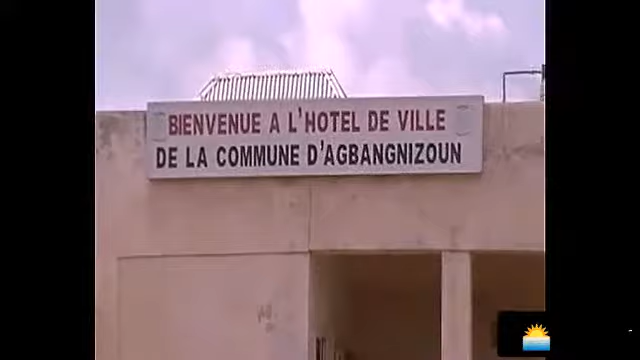 BIENVENUE A L'HOTEL DE VILLE
DE LA COMMUNE D'AGBANGNIZOUN